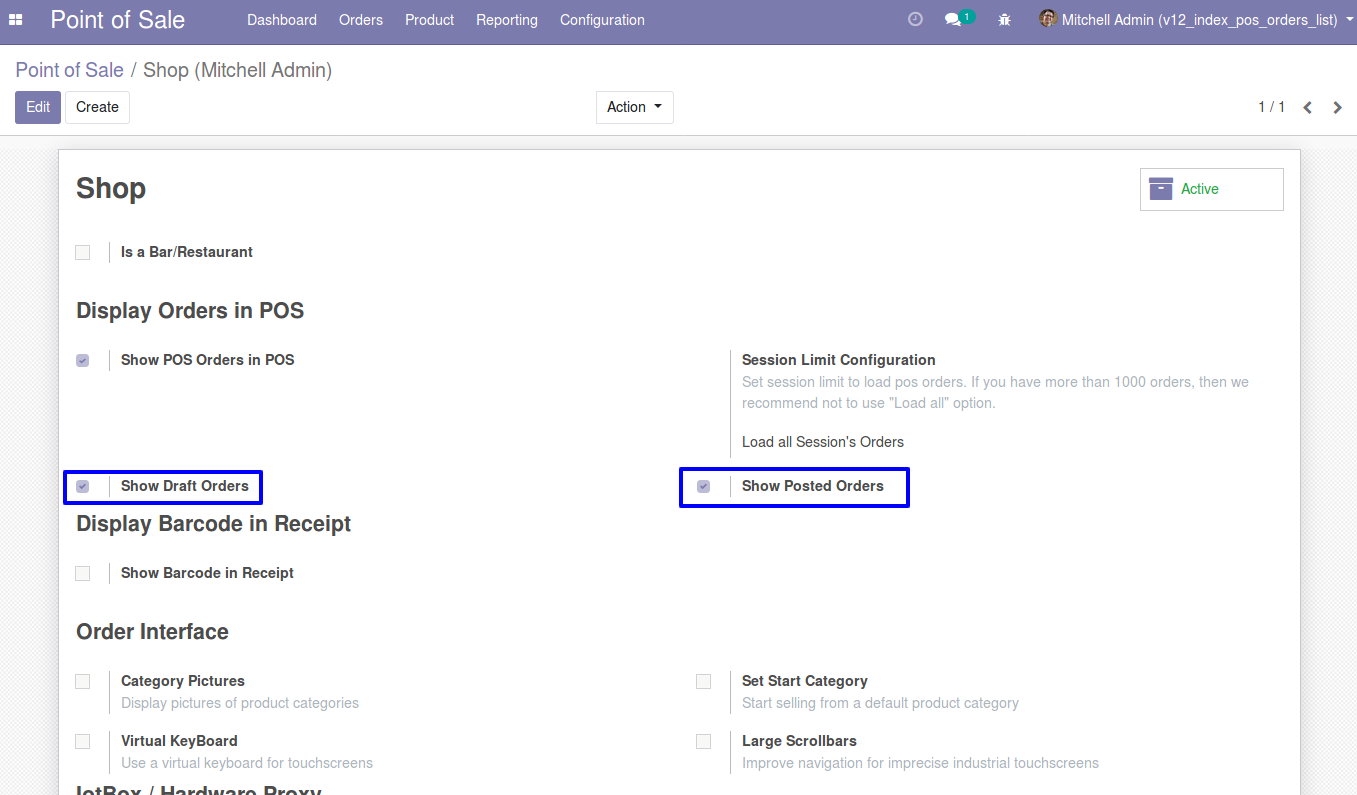 Point of Sale Dashboard Orders Product Reporting Configuration 1 Mitchell Admin (v12_index_pos_orders_list)
Point of Sale / Shop (Mitchell Admin)
Edit Create Action 1 / 1
Shop
Active
Is a Bar/Restaurant
Display Orders in POS
Show POS Orders in POS
Session Limit Configuration
Set session limit to load pos orders. If you have more than 1000 orders, then we
recommend not to use "Load all" option.
Load all Session's Orders
Show Draft Orders
Show Posted Orders
Display Barcode in Receipt
Show Barcode in Receipt
Order Interface
Category Pictures
Display pictures of product categories
Set Start Category
Start selling from a default product category
Virtual KeyBoard
Use a virtual keyboard for touchscreens
Large Scrollbars
Improve navigation for imprecise industrial touchscreens
IotBox / Hardware Proxy